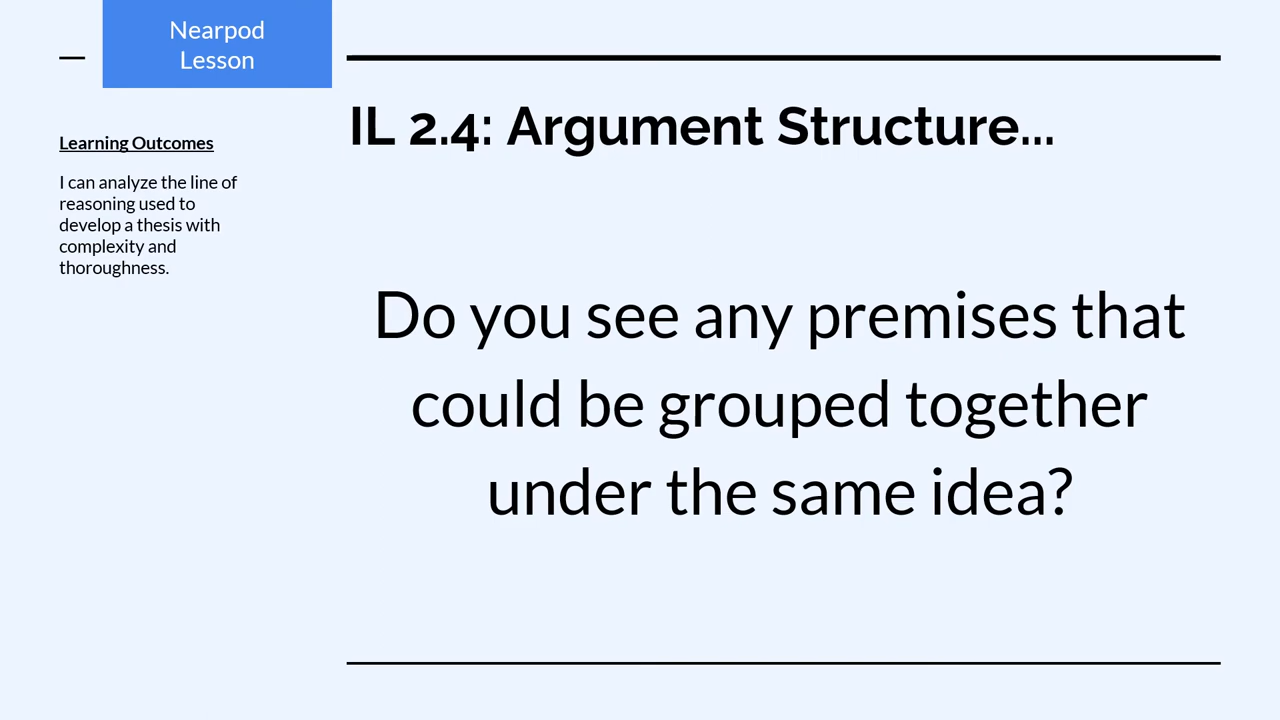 Nearpod
Lesson
IL 2.4: Argument Structure...
Learning Outcomes
I can analyze the line of
reasoning used to
develop a thesis with
complexity and
thoroughness.
Do you see any premises that
could be grouped together
under the same idea?